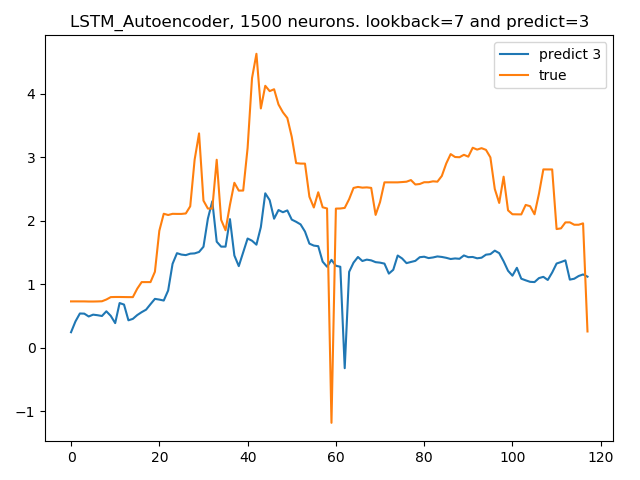 LSTM_Autoencoder, 1500 neurons. lookback=7 and predict=3
predict 3
true
4
3
2
1
0
−1
0 20 40 60 80 100 120